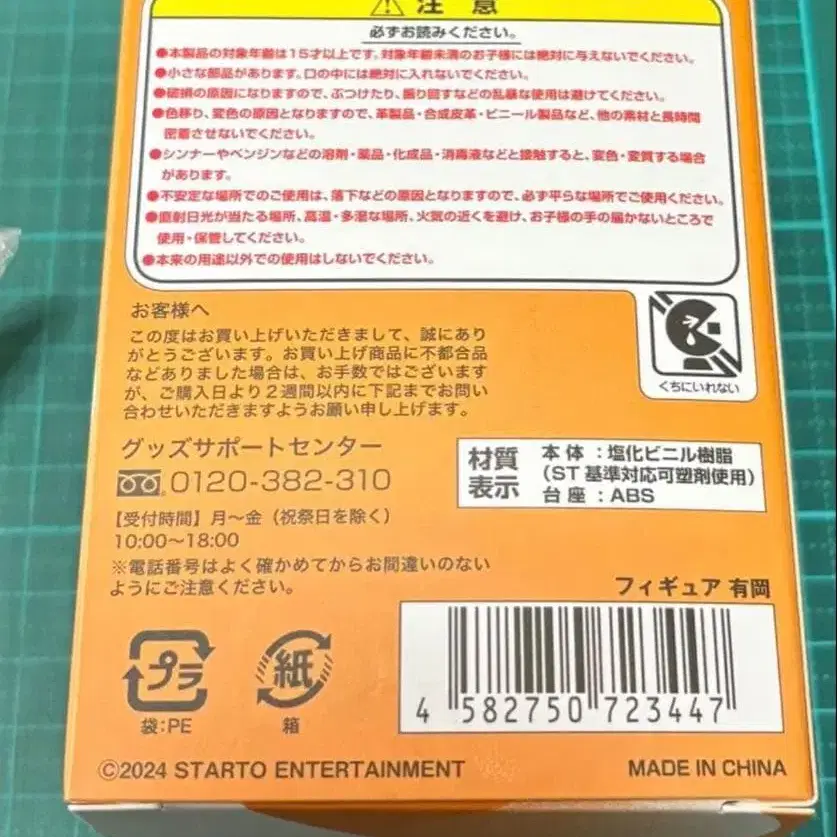 ⚠ 注意
必ずお読みください。
●本製品の対象年齢は15才以上です。対象年齢未満のお子様には絶対に与えないでください。
●小さな部品があります。口の中には絶対に入れないでください。
●破損の原因になりますので、ぶつけたり、振り回すなどの乱暴な使用は避けてください。
●色移り、変色の原因となりますので、革製品・合成皮革・ビニール製品など、他の素材と長時間
密着させないでください。
●シンナーやベンジンなどの溶剤・薬品・化成品・消毒液などと接触すると、変色・変質する場合
があります。
●不安定な場所でのご使用は、落下などの原因となりますので、必ず平らな場所でご使用ください。
●直射日光が当たる場所、高温・多湿な場所、火気の近くを避け、お子様の手の届かないところで
使用・保管してください。
●本来の用途以外での使用はしないでください。
お客様へ
この度はお買い上げいただきまして、誠にあり
がとうございます。お買い上げ商品に不都合品
などありました場合は、お手数ではございます
が、ご購入日より2週間以内に下記までお問い
合わせいただきますようお願い申し上げます。
くちにいれない
グッズサポートセンター
0120-382-310
【受付時間】月〜金（祝祭日を除く）
10:00〜18:00
※電話番号はよく確かめてからお間違いのない
ようにご注意ください。
材質
表示
本体：塩化ビニル樹脂
（ST基準対応可塑剤使用）
台座：ABS
フィギュア 有岡
4 582750 723447
プラ
袋:PE
紙
箱
©2024 STARTO ENTERTAINMENT
MADE IN CHINA